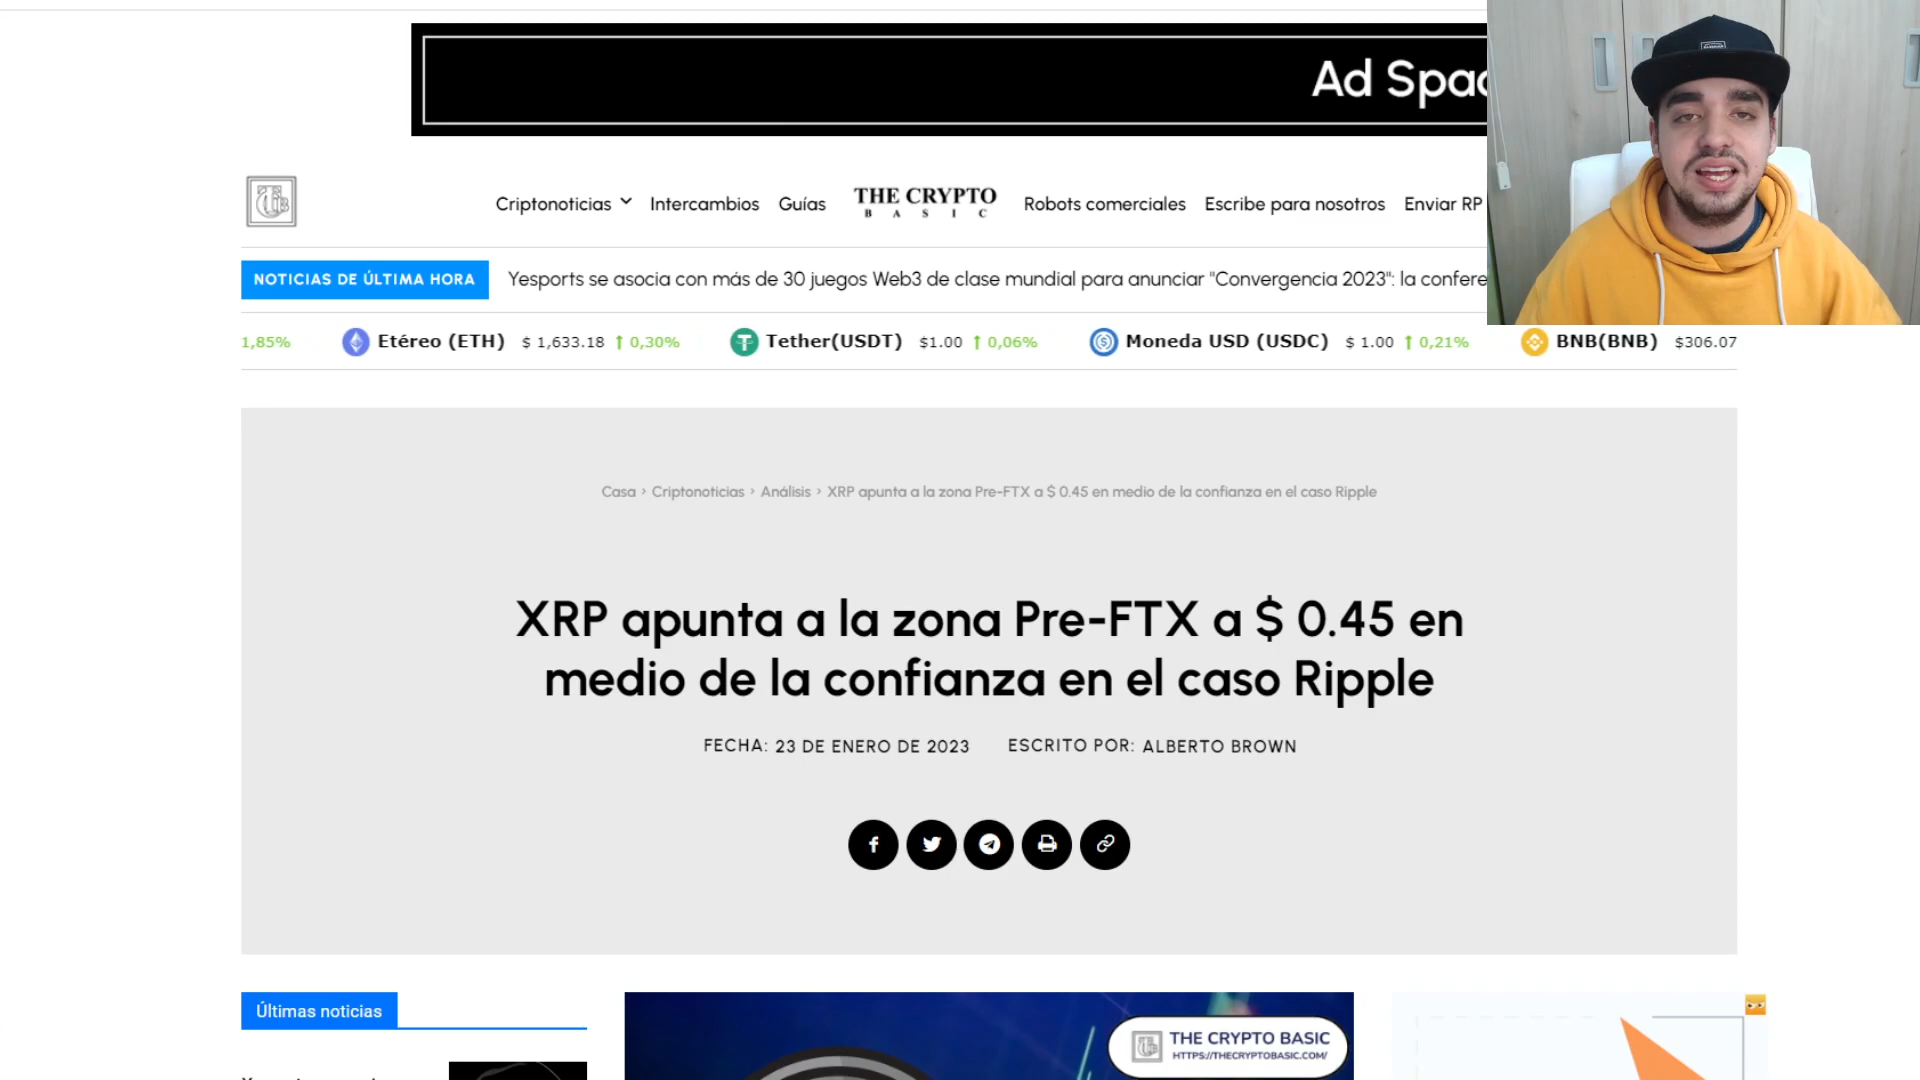 Ad Spac
Criptonoticias
Intercambios
Guías
THE CRYPTO
BASIC
Robots comerciales
Escribe para nosotros
Enviar RP
NOTICIAS DE ÚLTIMA HORA
Yesports se asocia con más de 30 juegos Web3 de clase mundial para anunciar "Convergencia 2023": la confere
1,85%
Etéreo (ETH) $ 1,633.18 ↑ 0,30%
Tether(USDT) $1.00 ↑ 0,06%
Moneda USD (USDC) $ 1.00 ↑ 0,21%
BNB(BNB) $306.07
Casa › Criptonoticias › Análisis › XRP apunta a la zona Pre-FTX a $ 0.45 en medio de la confianza en el caso Ripple
XRP apunta a la zona Pre-FTX a $ 0.45 en
medio de la confianza en el caso Ripple
FECHA: 23 DE ENERO DE 2023
ESCRITO POR: ALBERTO BROWN
Últimas noticias
THE CRYPTO BASIC
HTTPS://THECRYPTOBASIC.COM/